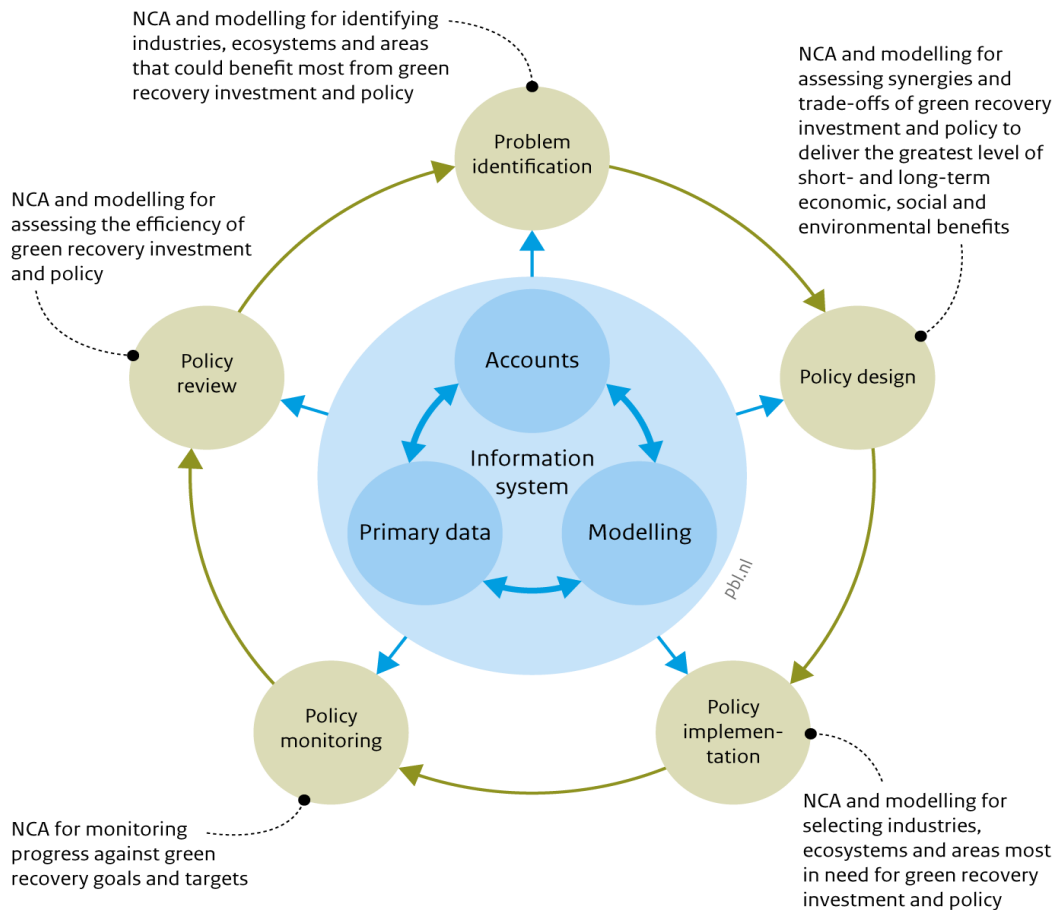 NCA and modelling for identifying
industries, ecosystems and areas
that could benefit most from green
recovery investment and policy
NCA and modelling for
assessing synergies and
trade-offs of green recovery
investment and policy to
deliver the greatest level of
short- and long-term
economic, social and
environmental benefits
Problem
identification
NCA and modelling for
assessing the efficiency of
green recovery investment
and policy
Policy
review
Accounts
Policy design
Information
system
Primary data
Modelling
pbl.nl
Policy
monitoring
Policy
implemen-
tation
NCA for monitoring
progress against green
recovery goals and targets
NCA and modelling for
selecting industries,
ecosystems and areas most
in need for green recovery
investment and policy